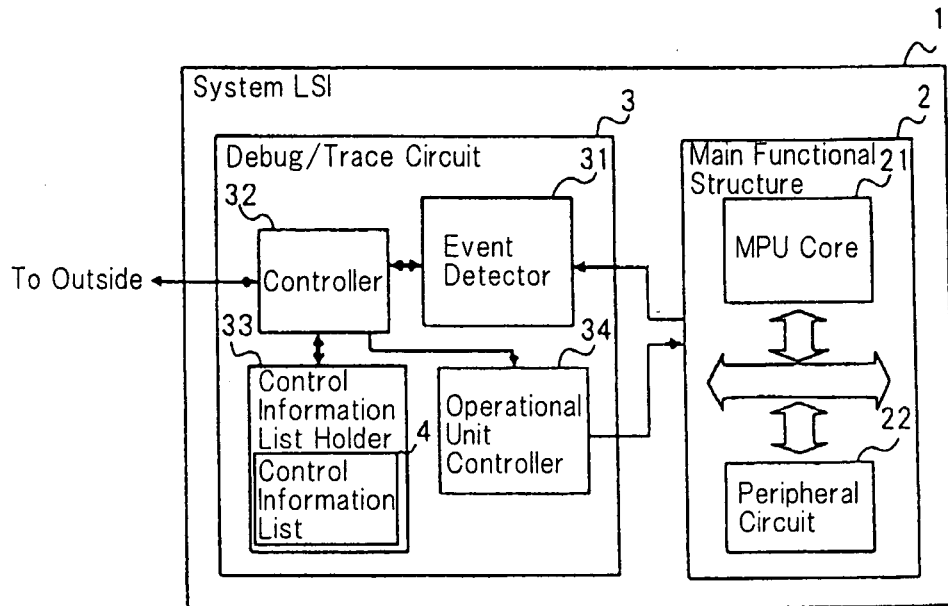 1
System LSI
3
Debug/Trace Circuit
31
32
Event
Detector
Controller
To Outside
33
Control
Information
List Holder
4
Control
Information
List
34
Operational
Unit
Controller
2
Main Functional
Structure
21
MPU Core
22
Peripheral
Circuit